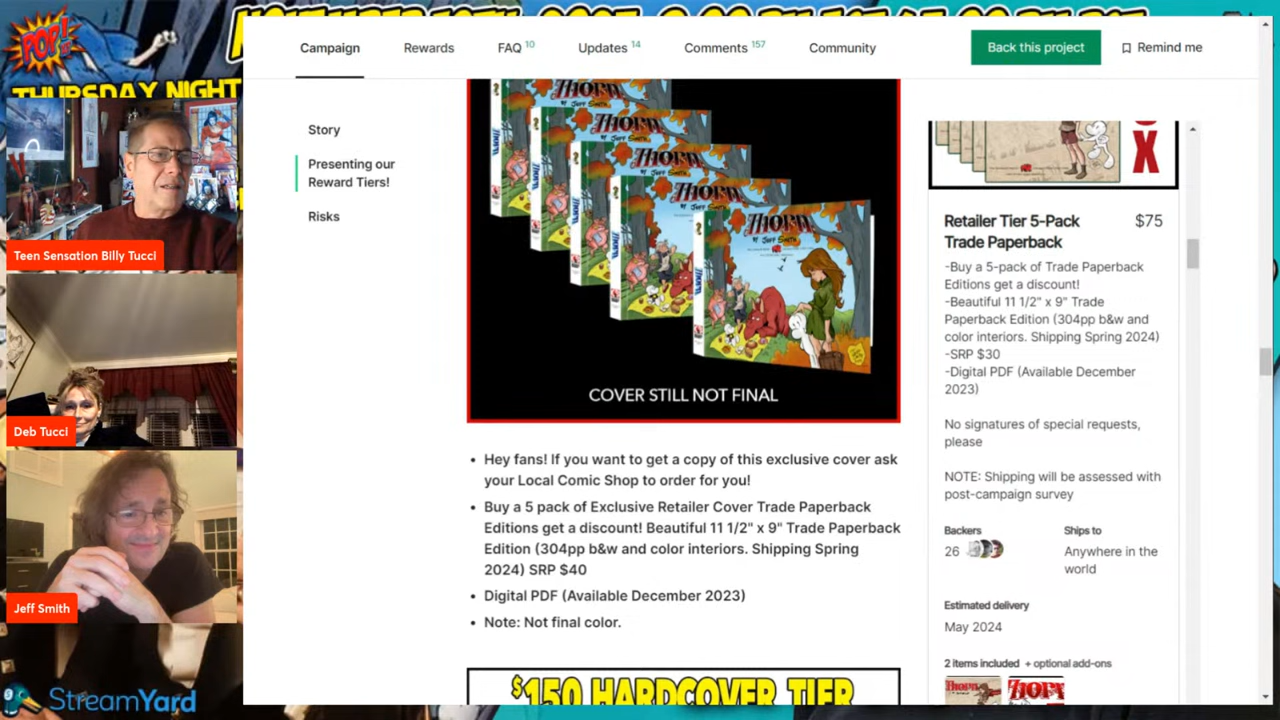 POP!
THURSDAY NIGHT
Teen Sensation Billy Tucci
Deb Tucci
Jeff Smith
StreamYard
Campaign
Rewards
FAQ 10
Updates 14
Comments 157
Community
Back this project
Remind me
Story
Presenting our
Reward Tiers!
Risks
THORN
BY JEFF SMITH
COVER STILL NOT FINAL
• Hey fans! If you want to get a copy of this exclusive cover ask
your Local Comic Shop to order for you!
• Buy a 5 pack of Exclusive Retailer Cover Trade Paperback
Editions get a discount! Beautiful 11 1/2" x 9" Trade Paperback
Edition (304pp b&w and color interiors. Shipping Spring
2024) SRP $40
• Digital PDF (Available December 2023)
• Note: Not final color.
$150 HARDCOVER TIER
X
Retailer Tier 5-Pack
Trade Paperback
$75
-Buy a 5-pack of Trade Paperback
Editions get a discount!
-Beautiful 11 1/2" x 9" Trade
Paperback Edition (304pp b&w and
color interiors. Shipping Spring 2024)
-SRP $30
-Digital PDF (Available December
2023)
No signatures of special requests,
please
NOTE: Shipping will be assessed with
post-campaign survey
Backers
26
Ships to
Anywhere in the
world
Estimated delivery
May 2024
2 items included + optional add-ons